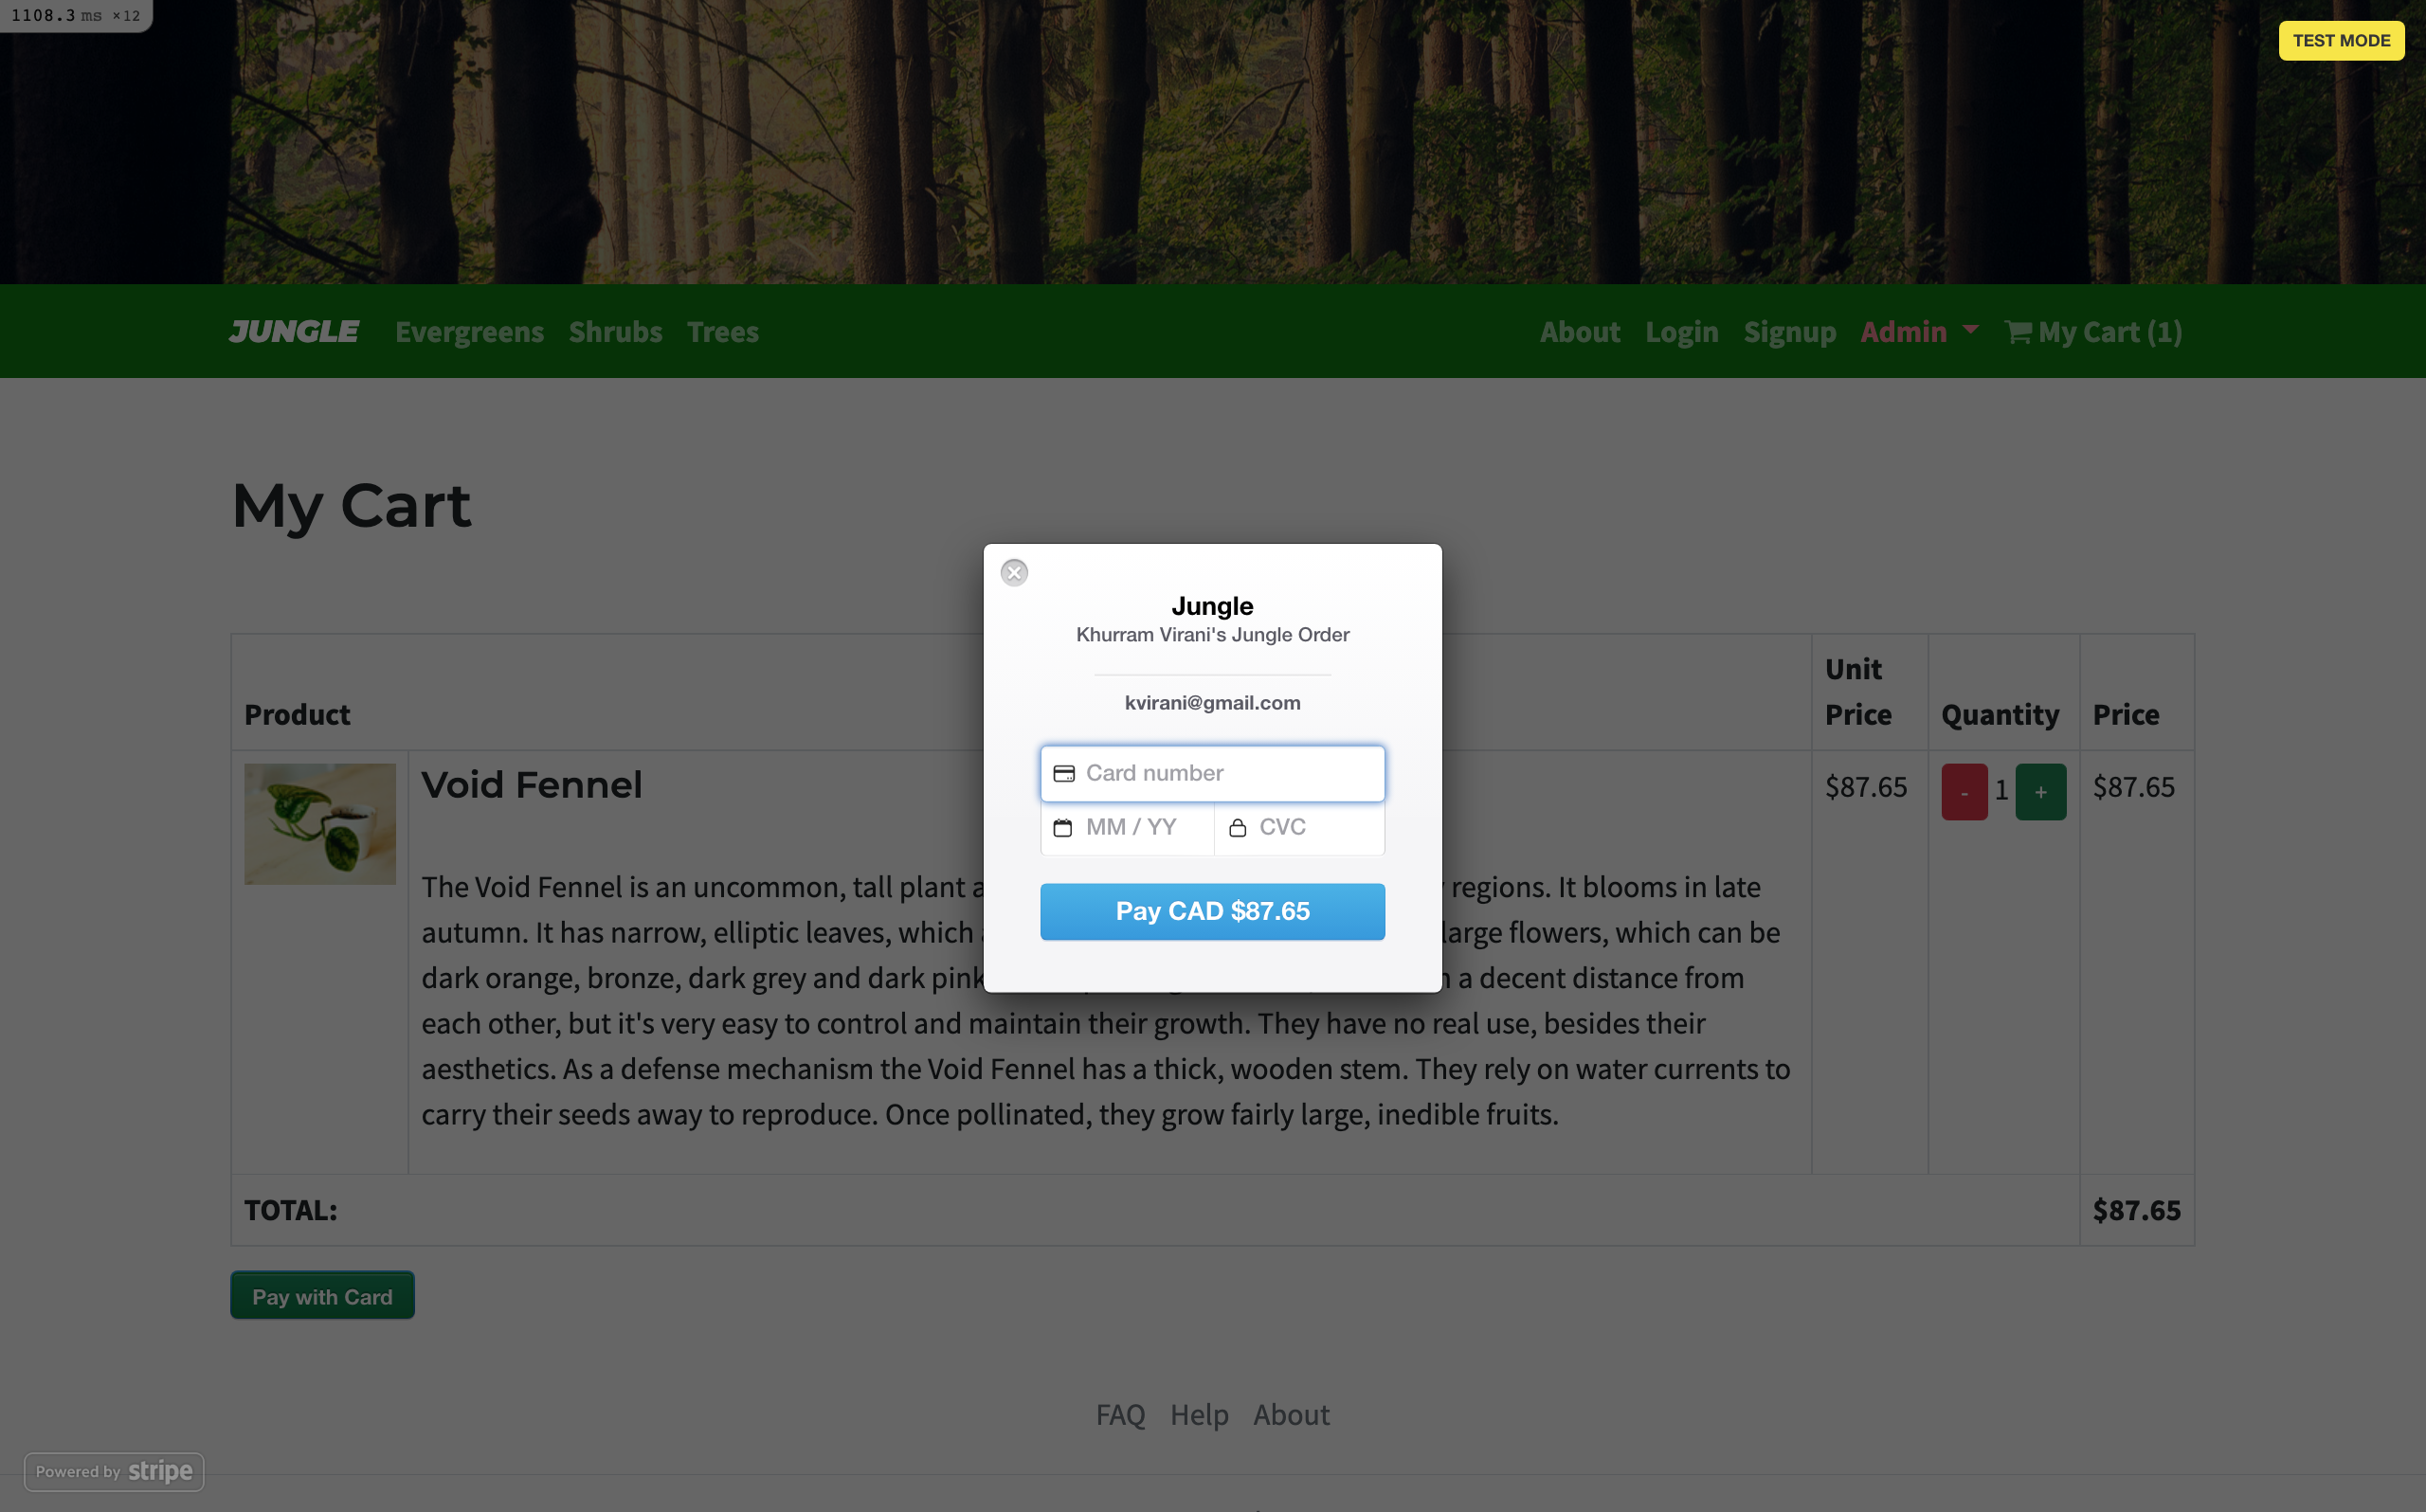 1108.3 ms ×12
TEST MODE
JUNGLE Evergreens Shrubs Trees About Login Signup Admin My Cart (1)
My Cart
Jungle
Khurram Virani's Jungle Order
kvirani@gmail.com
Card number
MM / YY CVC
Pay CAD $87.65
Product Unit Price Quantity Price
Void Fennel $87.65 - 1 + $87.65
The Void Fennel is an uncommon, tall plant regions. It blooms in late
autumn. It has narrow, elliptic leaves, which large flowers, which can be
dark orange, bronze, dark grey and dark pink a decent distance from
each other, but it's very easy to control and maintain their growth. They have no real use, besides their
aesthetics. As a defense mechanism the Void Fennel has a thick, wooden stem. They rely on water currents to
carry their seeds away to reproduce. Once pollinated, they grow fairly large, inedible fruits.
TOTAL: $87.65
Pay with Card
FAQ Help About
Powered by stripe